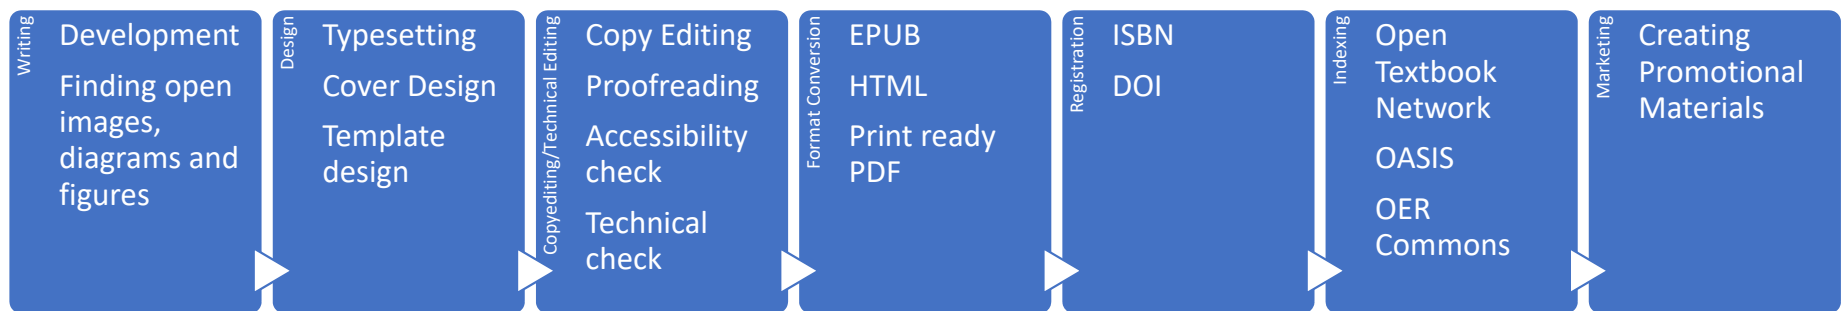 Writing
Development
Finding open
images,
diagrams and
figures
Design
Typesetting
Cover Design
Template
design
Copyediting/Technical Editing
Copy Editing
Proofreading
Accessibility
check
Technical
check
Format Conversion
EPUB
HTML
Print ready
PDF
Registration
ISBN
DOI
Indexing
Open
Textbook
Network
OASIS
OER
Commons
Marketing
Creating
Promotional
Materials